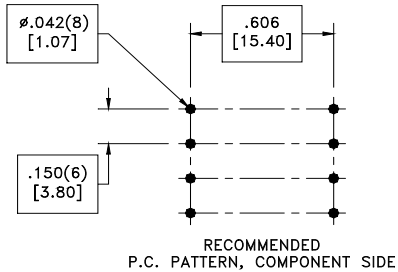 ø.042(8)
[1.07]
.606
[15.40]
.150(6)
[3.80]
RECOMMENDED
P.C. PATTERN, COMPONENT SIDE